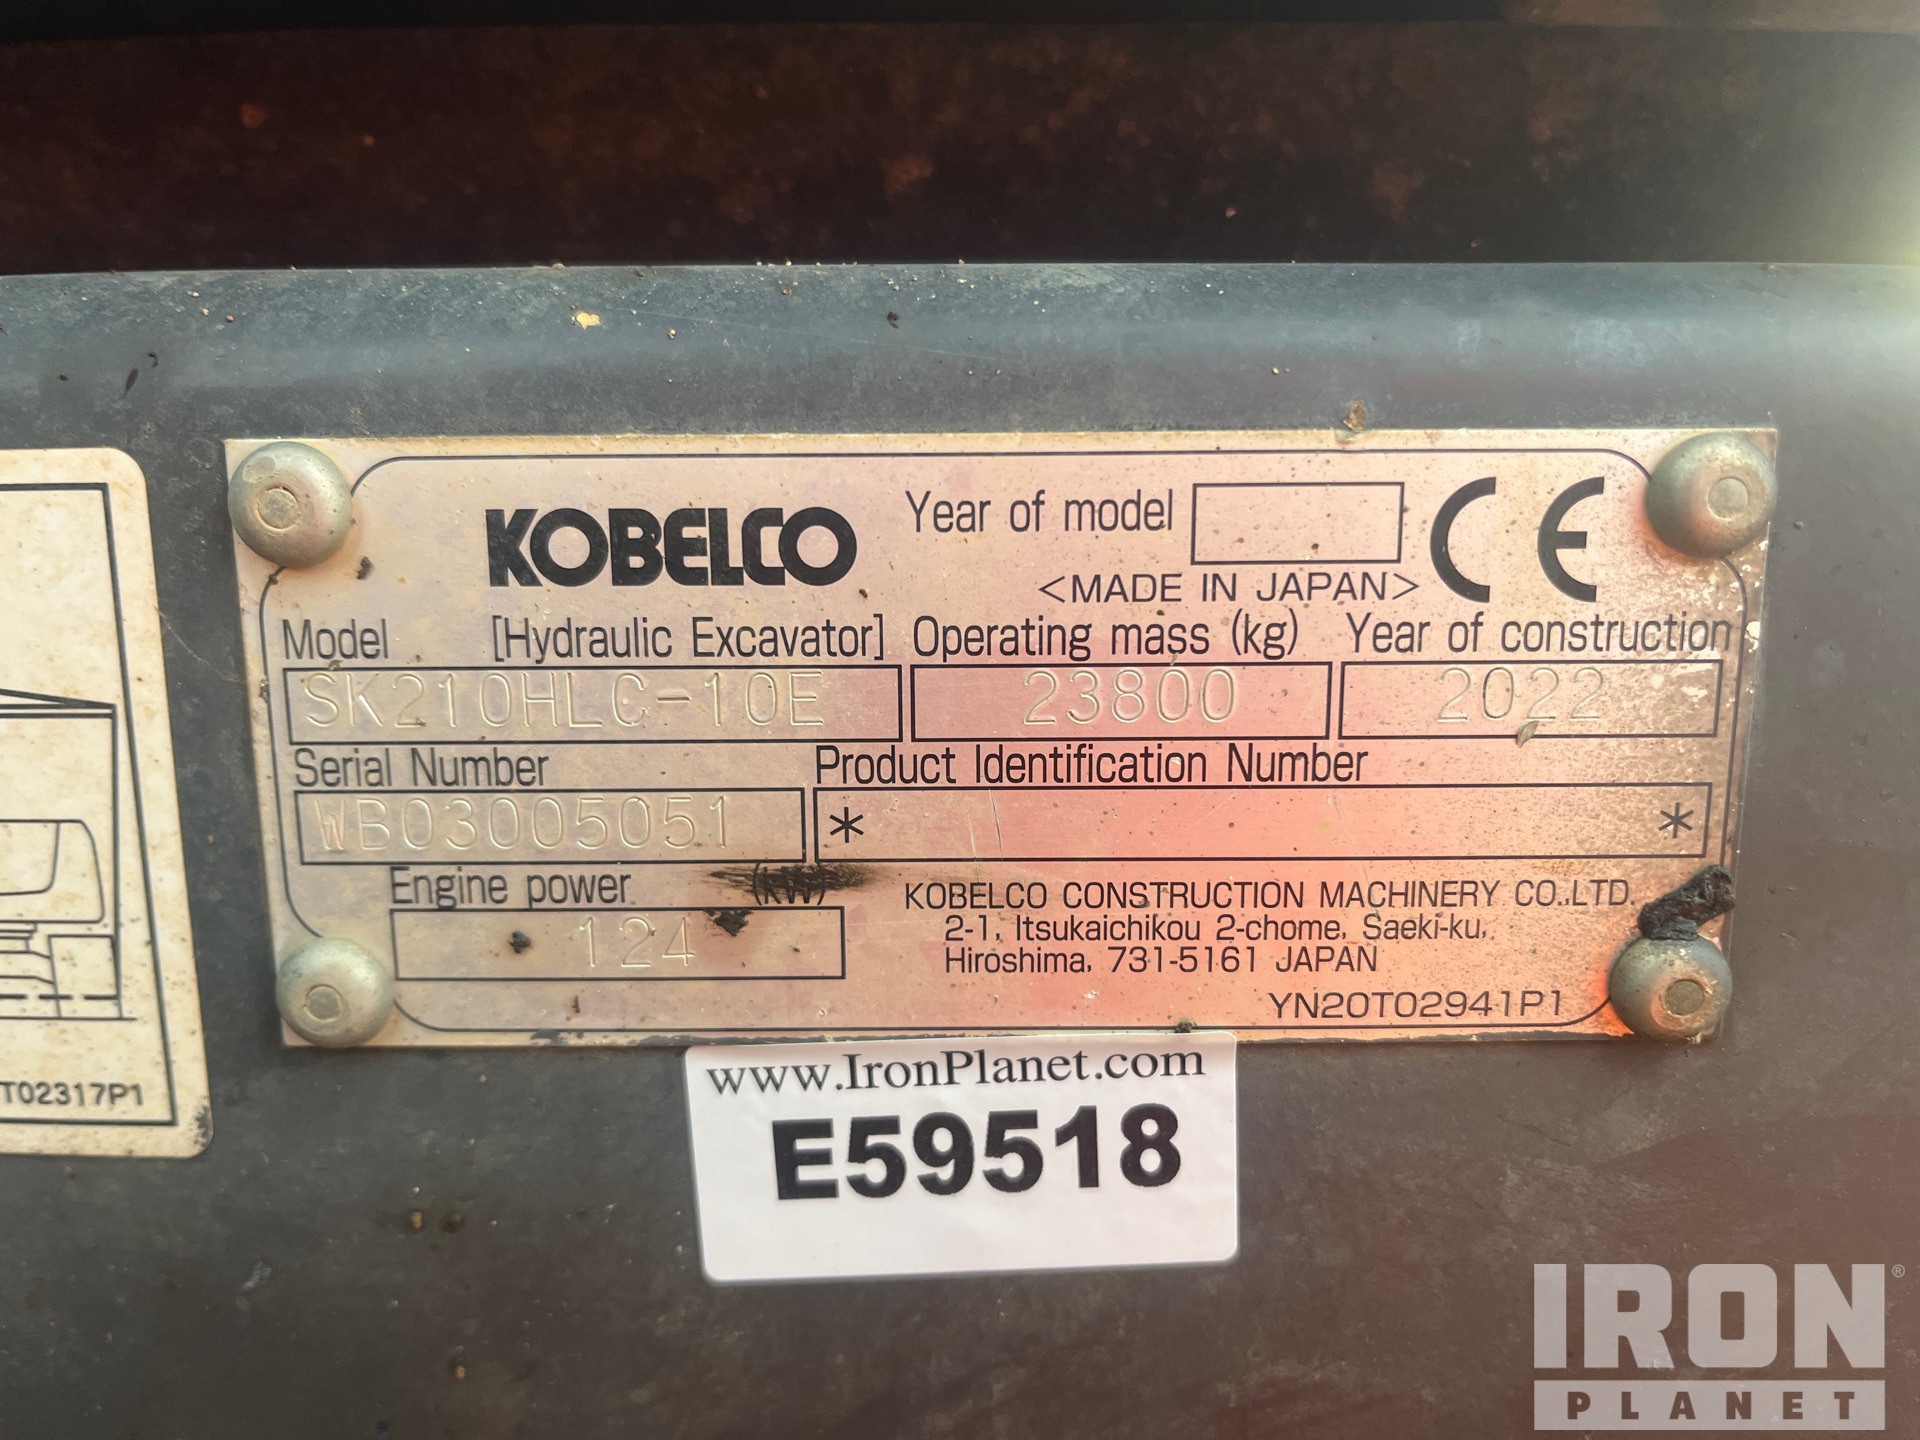 KOBELCO
Year of model
<MADE IN JAPAN>
CE
Model [Hydraulic Excavator]
SK210HLC-10E
Operating mass (kg)
23800
Year of construction
2022
Serial Number
WB03005051
Product Identification Number
* *
Engine power (kW)
124
KOBELCO CONSTRUCTION MACHINERY CO.,LTD.
2-1, Itsukaichikou 2-chome, Saeki-ku,
Hiroshima, 731-5161 JAPAN
YN20T02941P1
T02317P1
www.IronPlanet.com
E59518
IRON®
PLANET